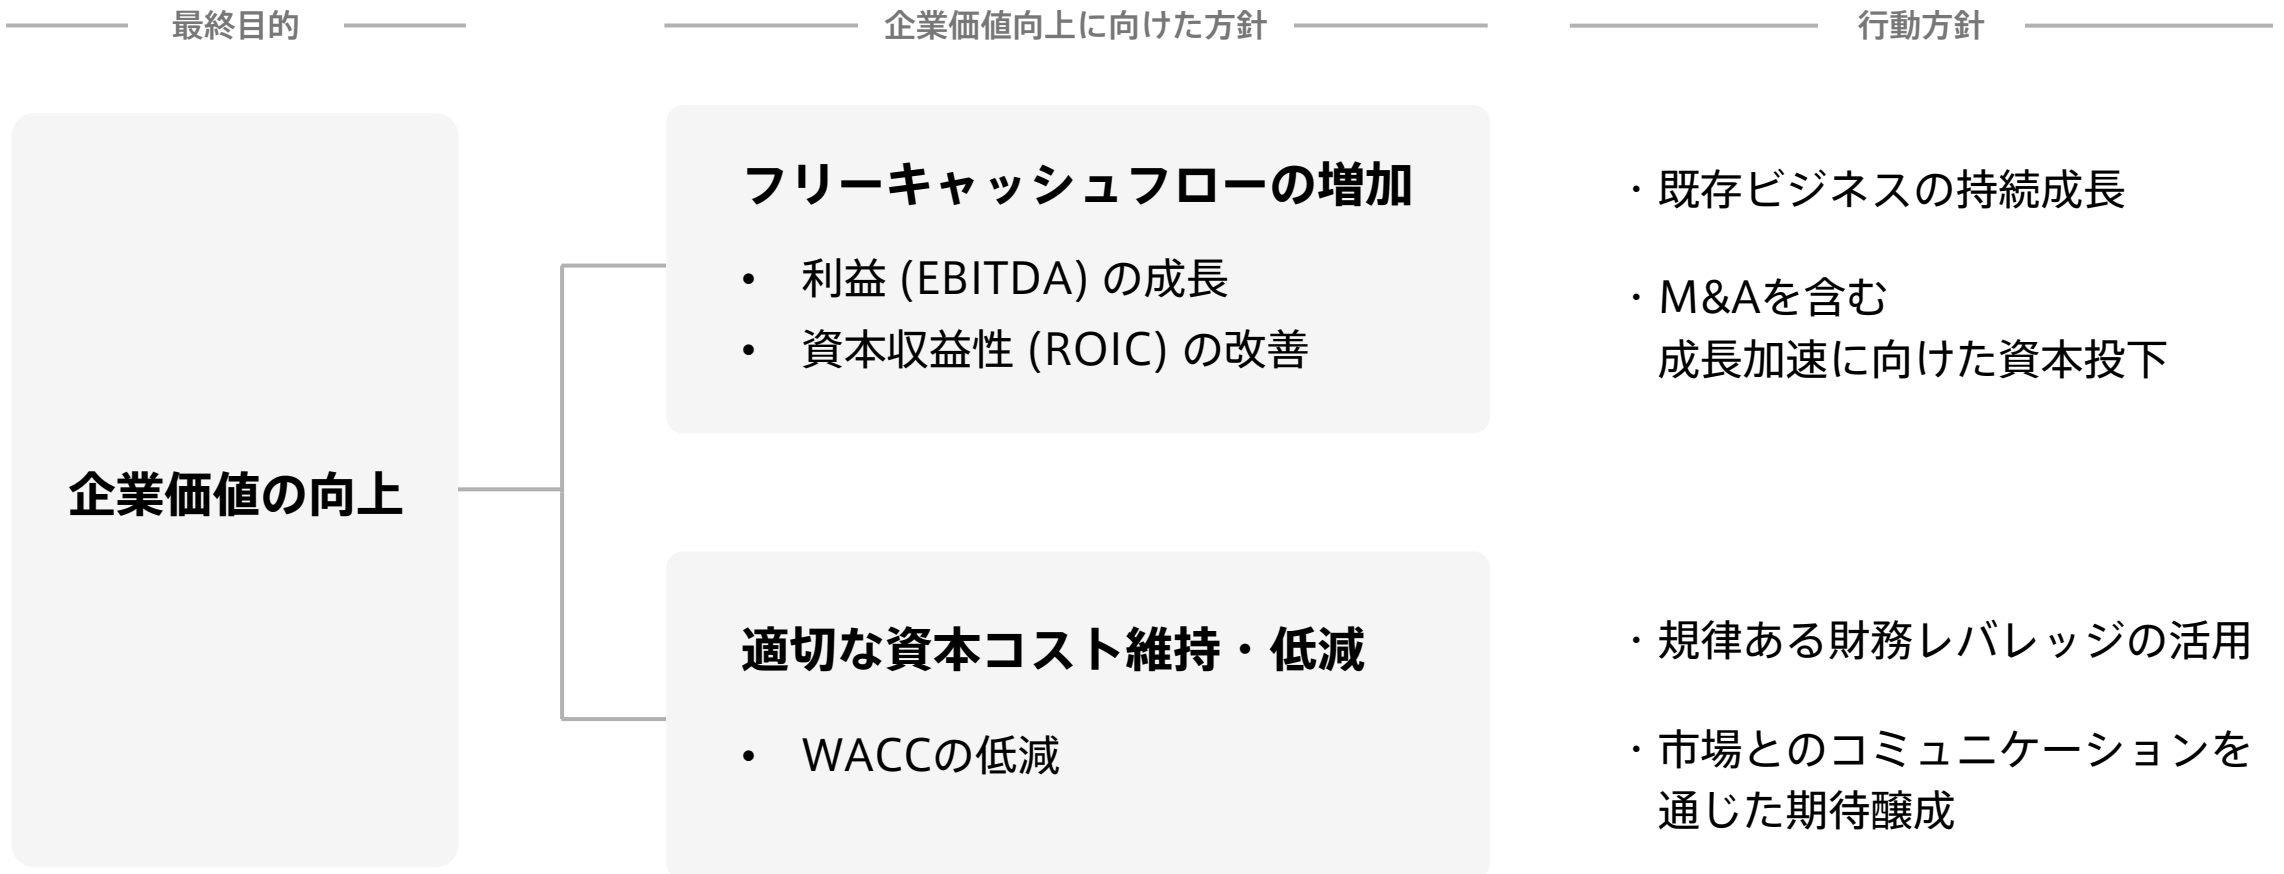 最終目的
企業価値向上に向けた方針
行動方針
企業価値の向上
フリーキャッシュフローの増加
• 利益 (EBITDA) の成長
• 資本収益性 (ROIC) の改善
・既存ビジネスの持続成長
・M&Aを含む
成長加速に向けた資本投下
適切な資本コスト維持・低減
• WACCの低減
・規律ある財務レバレッジの活用
・市場とのコミュニケーションを
通じた期待醸成